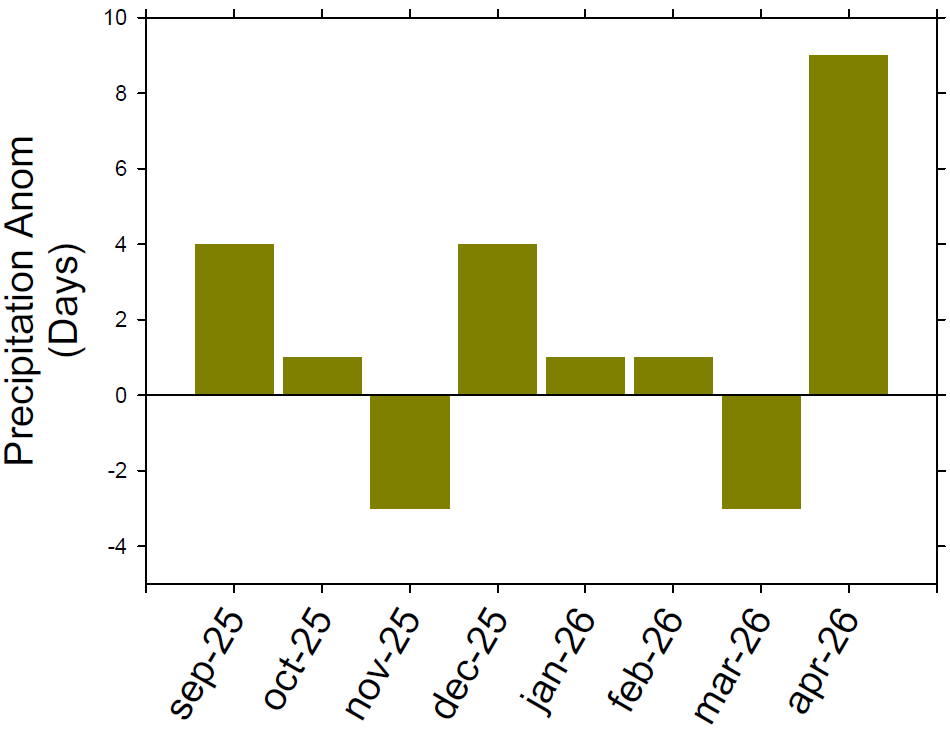 Precipitation Anom
(Days)
10
8
6
4
2
0
-2
-4
sep-25
oct-25
nov-25
dec-25
jan-26
feb-26
mar-26
apr-26